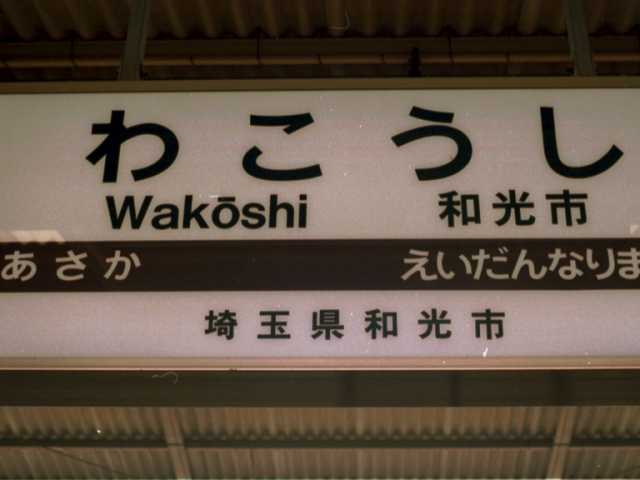 わこうし
Wakōshi 和光市
あさか えいだんなりま
埼玉県和光市